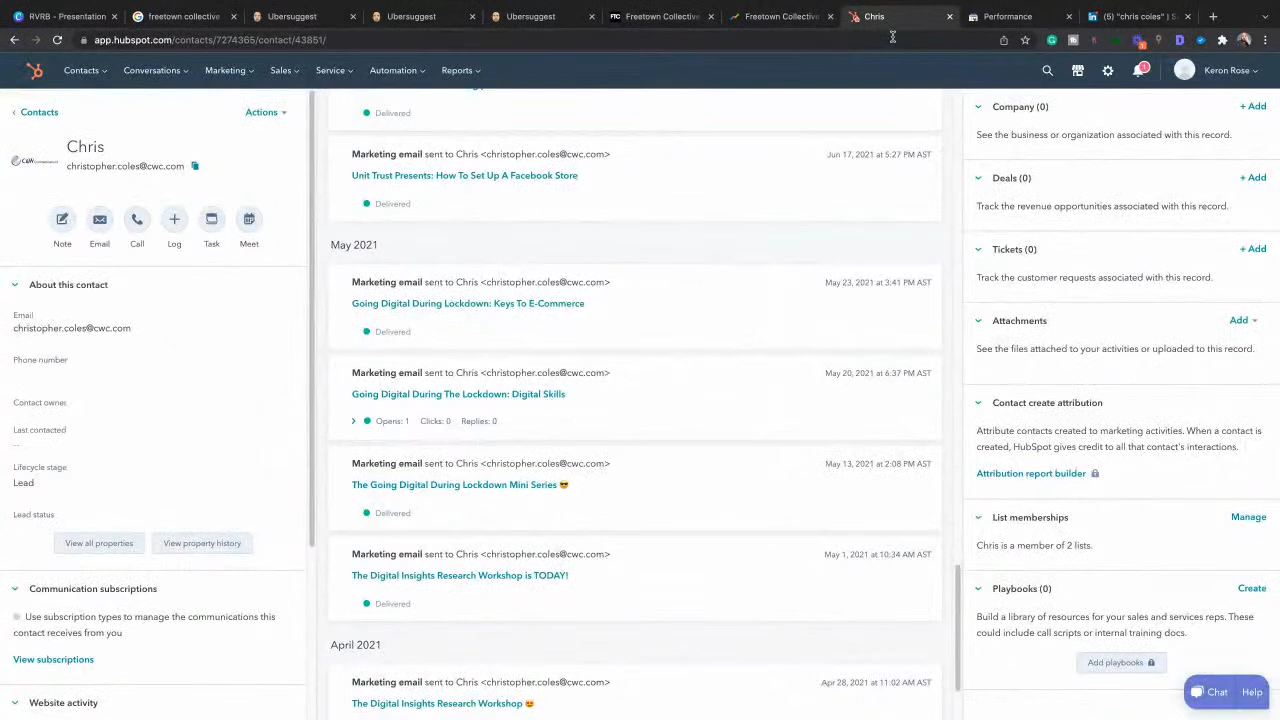 RVRB - Presentation
freetown collective
Ubersuggest
Ubersuggest
Ubersuggest
Freetown Collective
Freetown Collective
Chris
Performance
(5) "chris coles" | S
app.hubspot.com/contacts/7274365/contact/43851/
Contacts
Conversations
Marketing
Sales
Service
Automation
Reports
1
Keron Rose
Contacts
Actions
Chris
christopher.coles@cwc.com
Note
Email
Call
Log
Task
Meet
About this contact
Email
christopher.coles@cwc.com
Phone number
Contact owner
Last contacted
--
Lifecycle stage
Lead
Lead status
View all properties
View property history
Communication subscriptions
Use subscription types to manage the communications this
contact receives from you
View subscriptions
Website activity
Delivered
Marketing email sent to Chris <christopher.coles@cwc.com>
Jun 17, 2021 at 5:27 PM AST
Unit Trust Presents: How To Set Up A Facebook Store
Delivered
May 2021
Marketing email sent to Chris <christopher.coles@cwc.com>
May 23, 2021 at 3:41 PM AST
Going Digital During Lockdown: Keys To E-Commerce
Delivered
Marketing email sent to Chris <christopher.coles@cwc.com>
May 20, 2021 at 6:37 PM AST
Going Digital During The Lockdown: Digital Skills
Opens: 1 Clicks: 0 Replies: 0
Marketing email sent to Chris <christopher.coles@cwc.com>
May 13, 2021 at 2:08 PM AST
The Going Digital During Lockdown Mini Series 😎
Delivered
Marketing email sent to Chris <christopher.coles@cwc.com>
May 1, 2021 at 10:34 AM AST
The Digital Insights Research Workshop is TODAY!
Delivered
April 2021
Marketing email sent to Chris <christopher.coles@cwc.com>
Apr 28, 2021 at 11:02 AM AST
The Digital Insights Research Workshop 😍
Company (0)
+ Add
See the business or organization associated with this record.
Deals (0)
+ Add
Track the revenue opportunities associated with this record.
Tickets (0)
+ Add
Track the customer requests associated with this record.
Attachments
Add
See the files attached to your activities or uploaded to this record.
Contact create attribution
Attribute contacts created to marketing activities. When a contact is
created, HubSpot gives credit to all that contact's interactions.
Attribution report builder
List memberships
Manage
Chris is a member of 2 lists.
Playbooks (0)
Create
Build a library of resources for your sales and services reps. These
could include call scripts or internal training docs.
Add playbooks
Chat
Help